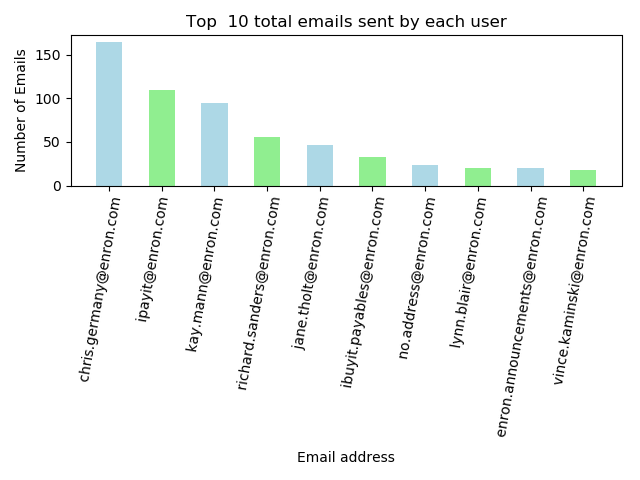 Top  10 total emails sent by each user
Number of Emails
150
100
50
0
chris.germany@enron.com
ipayit@enron.com
kay.mann@enron.com
richard.sanders@enron.com
jane.tholt@enron.com
ibuyit.payables@enron.com
no.address@enron.com
lynn.blair@enron.com
enron.announcements@enron.com
vince.kaminski@enron.com
Email address